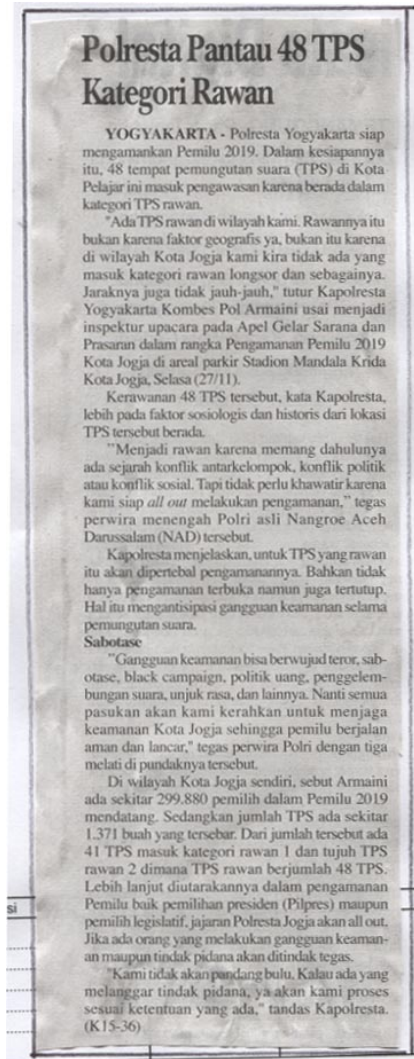 Polresta Pantau 48 TPS
Kategori Rawan
YOGYAKARTA - Polresta Yogyakarta siap
mengamankan Pemilu 2019. Dalam kesiapannya
itu, 48 tempat pemungutan suara (TPS) di Kota
Pelajar ini masuk pengawasan karena berada dalam
kategori TPS rawan.
"Ada TPS rawan di wilayah kami. Rawannya itu
bukan karena faktor geografis ya, bukan itu karena
di wilayah Kota Jogja kami kira tidak ada yang
masuk kategori rawan longsor dan sebagainya.
Jaraknya juga tidak jauh-jauh," tutur Kapolresta
Yogyakarta Kombes Pol Armaini usai menjadi
inspektur upacara pada Apel Gelar Sarana dan
Prasaran dalam rangka Pengamanan Pemilu 2019
Kota Jogja di areal parkir Stadion Mandala Krida
Kota Jogja, Selasa (27/11).
Kerawanan 48 TPS tersebut, kata Kapolresta,
lebih pada faktor sosiologis dan historis dari lokasi
TPS tersebut berada.
"Menjadi rawan karena memang dahulunya
ada sejarah konflik antarkelompok, konflik politik
atau konflik sosial. Tapi tidak perlu khawatir karena
kami siap all out melakukan pengamanan," tegas
perwira menengah Polri asli Nangroe Aceh
Darussalam (NAD) tersebut.
Kapolresta menjelaskan, untuk TPS yang rawan
itu akan dipertebal pengamanannya. Bahkan tidak
hanya pengamanan terbuka namun juga tertutup.
Hal itu mengantisipasi gangguan keamanan selama
pemungutan suara.
Sabotase
"Gangguan keamanan bisa berwujud teror, sab-
otase, black campaign, politik uang, penggelem-
bungan suara, unjuk rasa, dan lainnya. Nanti semua
pasukan akan kami kerahkan untuk menjaga
keamanan Kota Jogja sehingga pemilu berjalan
aman dan lancar," tegas perwira Polri dengan tiga
melati di pundaknya tersebut.
Di wilayah Kota Jogja sendiri, sebut Armaini
ada sekitar 299.880 pemilih dalam Pemilu 2019
mendatang. Sedangkan jumlah TPS ada sekitar
1.371 buah yang tersebar. Dari jumlah tersebut ada
41 TPS masuk kategori rawan 1 dan tujuh TPS
rawan 2 dimana TPS rawan berjumlah 48 TPS.
Lebih lanjut diutarakannya dalam pengamanan
Pemilu baik pemilihan presiden (Pilpres) maupun
pemilih legislatif, jajaran Polresta Jogja akan all out.
Jika ada orang yang melakukan gangguan keaman-
an maupun tindak pidana akan ditindak tegas.
"Kami tidak akan pandang bulu. Kalau ada yang
melanggar tindak pidana, ya akan kami proses
sesuai ketentuan yang ada," tandas Kapolresta.
(K15-36)
si